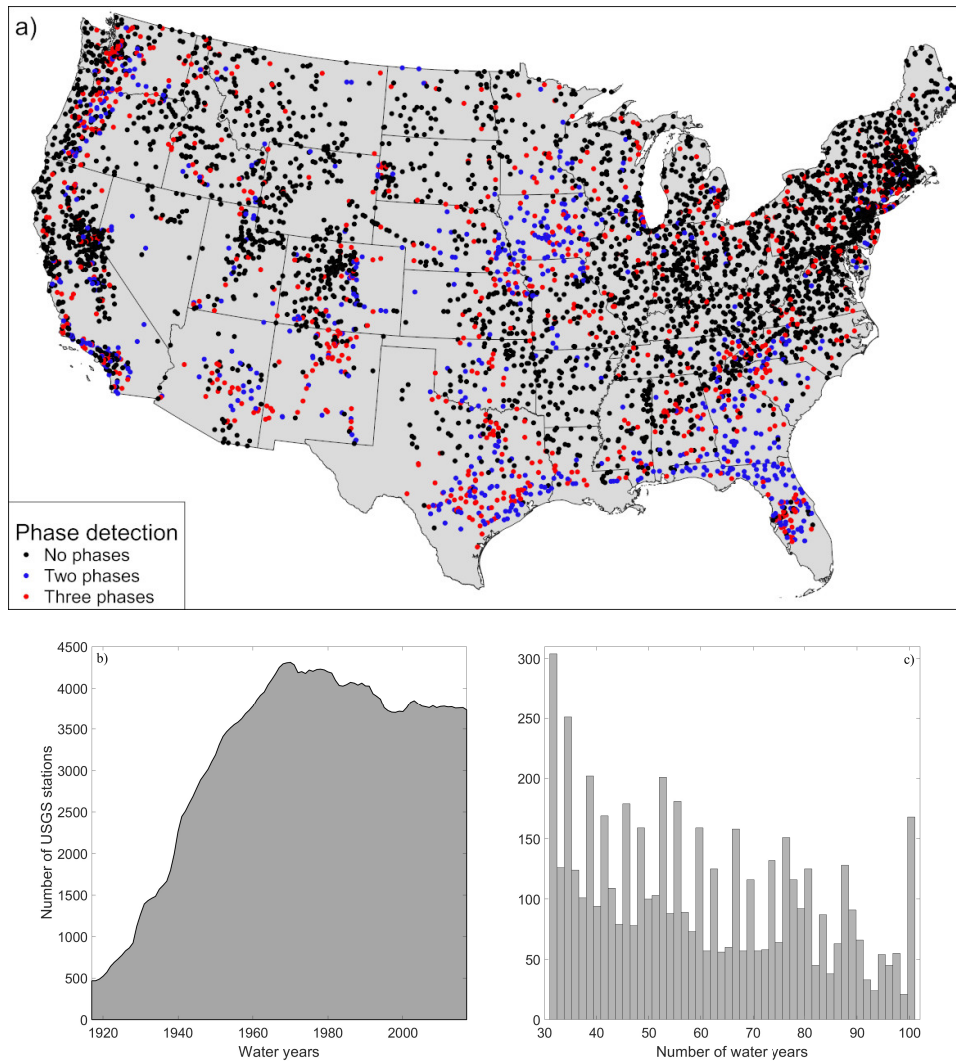 a)
Phase detection
No phases
Two phases
Three phases
b)
4500
4000
3500
3000
2500
2000
1500
1000
500
0
Number of USGS stations
1920 1940 1960 1980 2000
Water years
c)
300
250
200
150
100
50
0
30 40 50 60 70 80 90 100
Number of water years